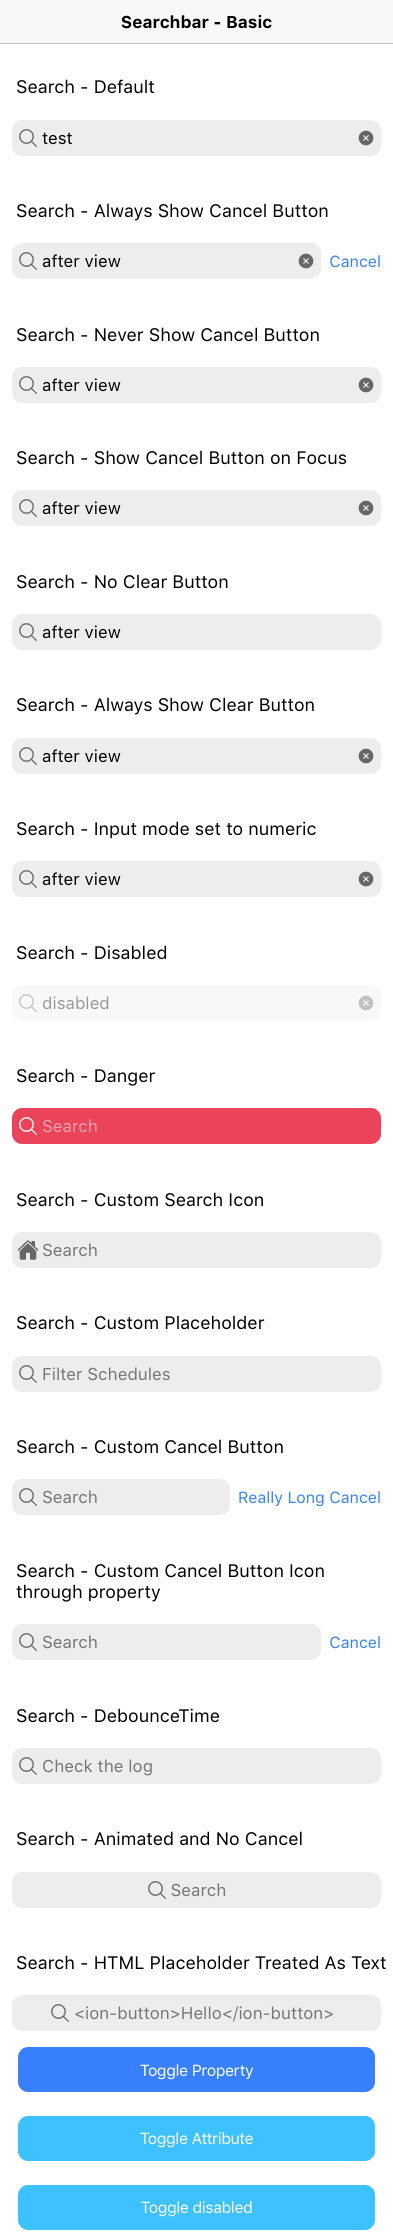 Searchbar - Basic
Search - Default
test
Search - Always Show Cancel Button
after view Cancel
Search - Never Show Cancel Button
after view
Search - Show Cancel Button on Focus
after view
Search - No Clear Button
after view
Search - Always Show Clear Button
after view
Search - Input mode set to numeric
after view
Search - Disabled
disabled
Search - Danger
Search
Search - Custom Search Icon
Search
Search - Custom Placeholder
Filter Schedules
Search - Custom Cancel Button
Search Really Long Cancel
Search - Custom Cancel Button Icon
through property
Search Cancel
Search - DebounceTime
Check the log
Search - Animated and No Cancel
Search
Search - HTML Placeholder Treated As Text
<ion-button>Hello</ion-button>
Toggle Property
Toggle Attribute
Toggle disabled